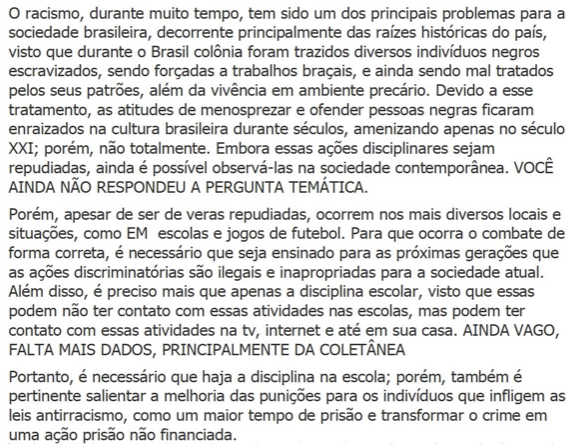 O racismo, durante muito tempo, tem sido um dos principais problemas para a
sociedade brasileira, decorrente principalmente das raízes históricas do país,
visto que durante o Brasil colônia foram trazidos diversos indivíduos negros
escravizados, sendo forçadas a trabalhos braçais, e ainda sendo mal tratados
pelos seus patrões, além da vivência em ambiente precário. Devido a esse
tratamento, as atitudes de menosprezar e ofender pessoas negras ficaram
enraizados na cultura brasileira durante séculos, amenizando apenas no século
XXI; porém, não totalmente. Embora essas ações disciplinares sejam
repudiadas, ainda é possível observá-las na sociedade contemporânea. VOCÊ
AINDA NÃO RESPONDEU A PERGUNTA TEMÁTICA.
Porém, apesar de ser de veras repudiadas, ocorrem nos mais diversos locais e
situações, como EM escolas e jogos de futebol. Para que ocorra o combate de
forma correta, é necessário que seja ensinado para as próximas gerações que
as ações discriminatórias são ilegais e inapropriadas para a sociedade atual.
Além disso, é preciso mais que apenas a disciplina escolar, visto que essas
podem não ter contato com essas atividades nas escolas, mas podem ter
contato com essas atividades na tv, internet e até em sua casa. AINDA VAGO,
FALTA MAIS DADOS, PRINCIPALMENTE DA COLETÂNEA
Portanto, é necessário que haja a disciplina na escola; porém, também é
pertinente salientar a melhoria das punições para os indivíduos que infligem as
leis antirracismo, como um maior tempo de prisão e transformar o crime em
uma ação prisão não financiada.